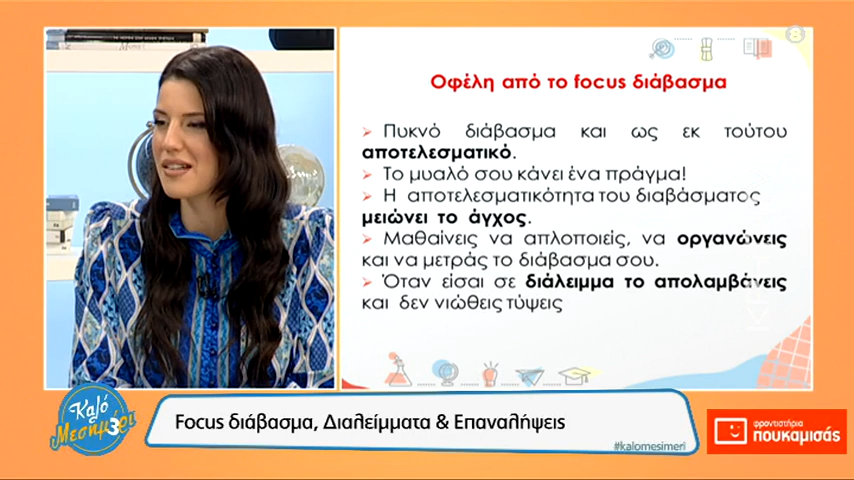 Οφέλη από το focus διάβασμα
➢ Πυκνό διάβασμα και ως εκ τούτου
αποτελεσματικό.
➢ Το μυαλό σου κάνει ένα πράγμα!
➢ Η αποτελεσματικότητα του διαβάσματος
μειώνει το άγχος.
➢ Μαθαίνεις να απλοποιείς, να οργανώνεις
και να μετράς το διάβασμα σου.
➢ Όταν είσαι σε διάλειμμα το απολαμβάνεις
και δεν νιώθεις τύψεις
Καλό
Μεσημέρι
3
Focus διάβασμα, Διαλείμματα & Επαναλήψεις
#kalomesimeri
φροντιστήρια
πουκαμισάς